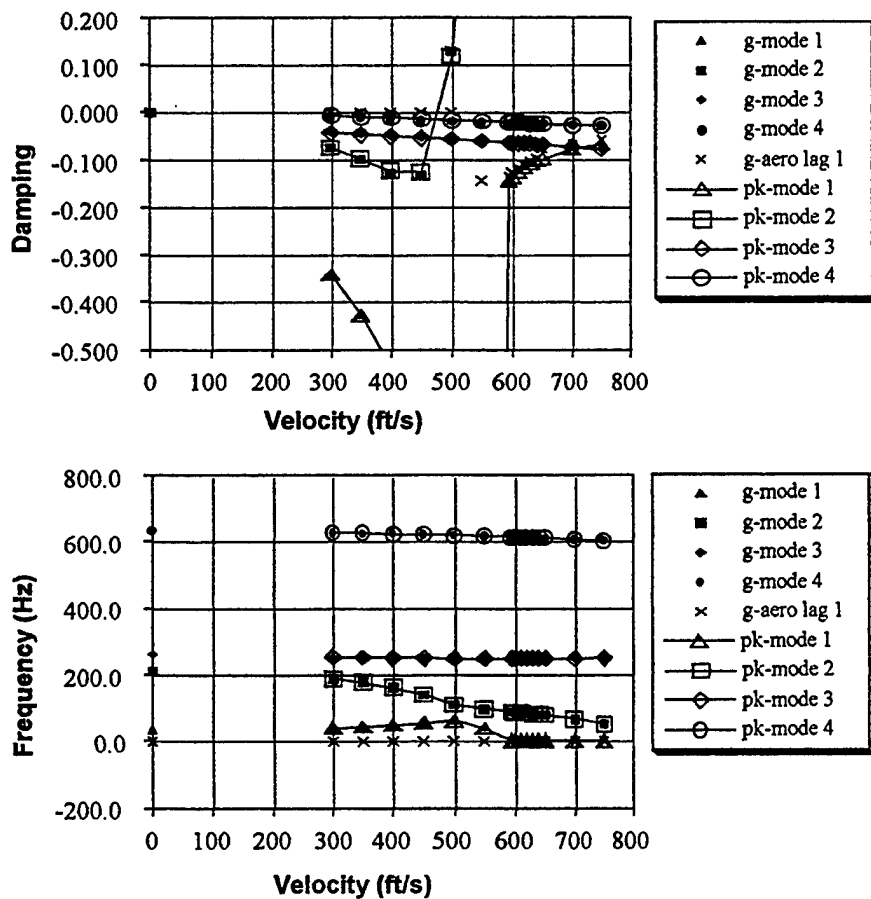 0.200
0.100
0.000
-0.100
-0.200
-0.300
-0.400
-0.500
Damping
0 100 200 300 400 500 600 700 800
Velocity (ft/s)
g-mode 1
g-mode 2
g-mode 3
g-mode 4
g-aero lag 1
pk-mode 1
pk-mode 2
pk-mode 3
pk-mode 4
800.0
600.0
400.0
200.0
0.0
-200.0
Frequency (Hz)
0 100 200 300 400 500 600 700 800
Velocity (ft/s)
g-mode 1
g-mode 2
g-mode 3
g-mode 4
g-aero lag 1
pk-mode 1
pk-mode 2
pk-mode 3
pk-mode 4